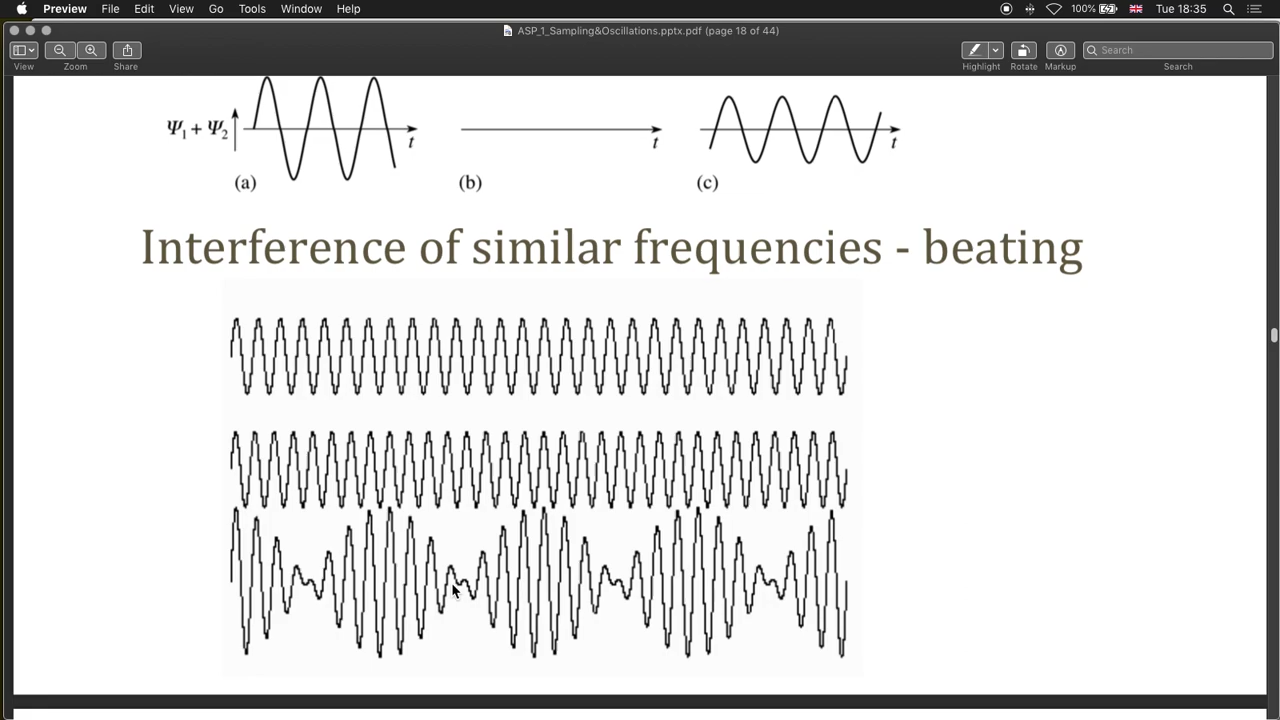 Preview File Edit View Go Tools Window Help 100% Tue 18:35
ASP_1_Sampling&Oscillations.pptx.pdf (page 18 of 44)
Search
View Zoom Share Highlight Rotate Markup Search
Ψ1 + Ψ2 t t t
(a) (b) (c)
Interference of similar frequencies - beating